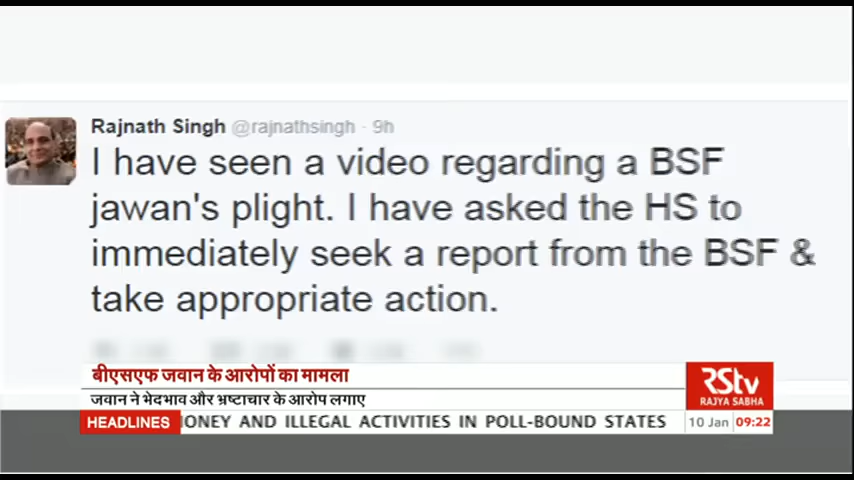 Rajnath Singh @rajnathsingh · 9h
I have seen a video regarding a BSF
jawan's plight. I have asked the HS to
immediately seek a report from the BSF &
take appropriate action.
बीएसएफ जवान के आरोपों का मामला
जवान ने भेदभाव और भ्रष्टाचार के आरोप लगाए
RStv
RAJYA SABHA
HEADLINES ONEY AND ILLEGAL ACTIVITIES IN POLL-BOUND STATES 10 Jan 09:22